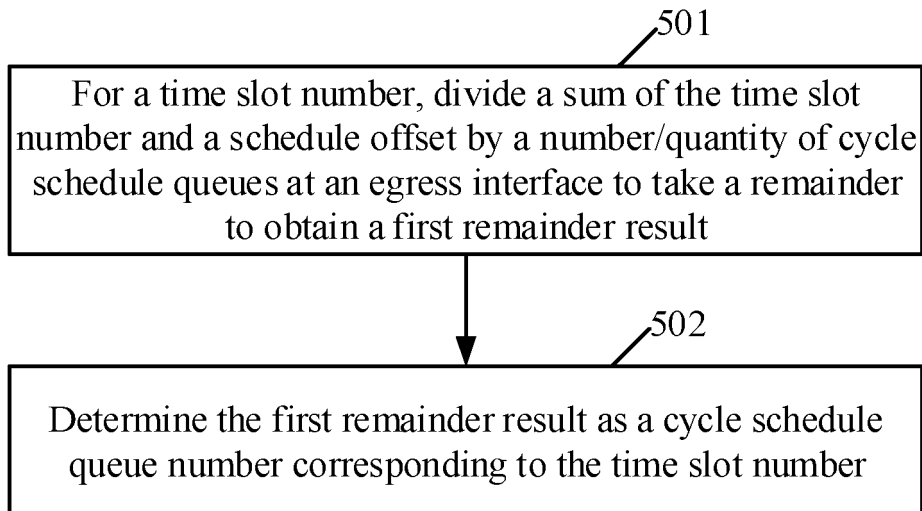 501
For a time slot number, divide a sum of the time slot
number and a schedule offset by a number/quantity of cycle
schedule queues at an egress interface to take a remainder
to obtain a first remainder result
502
Determine the first remainder result as a cycle schedule
queue number corresponding to the time slot number